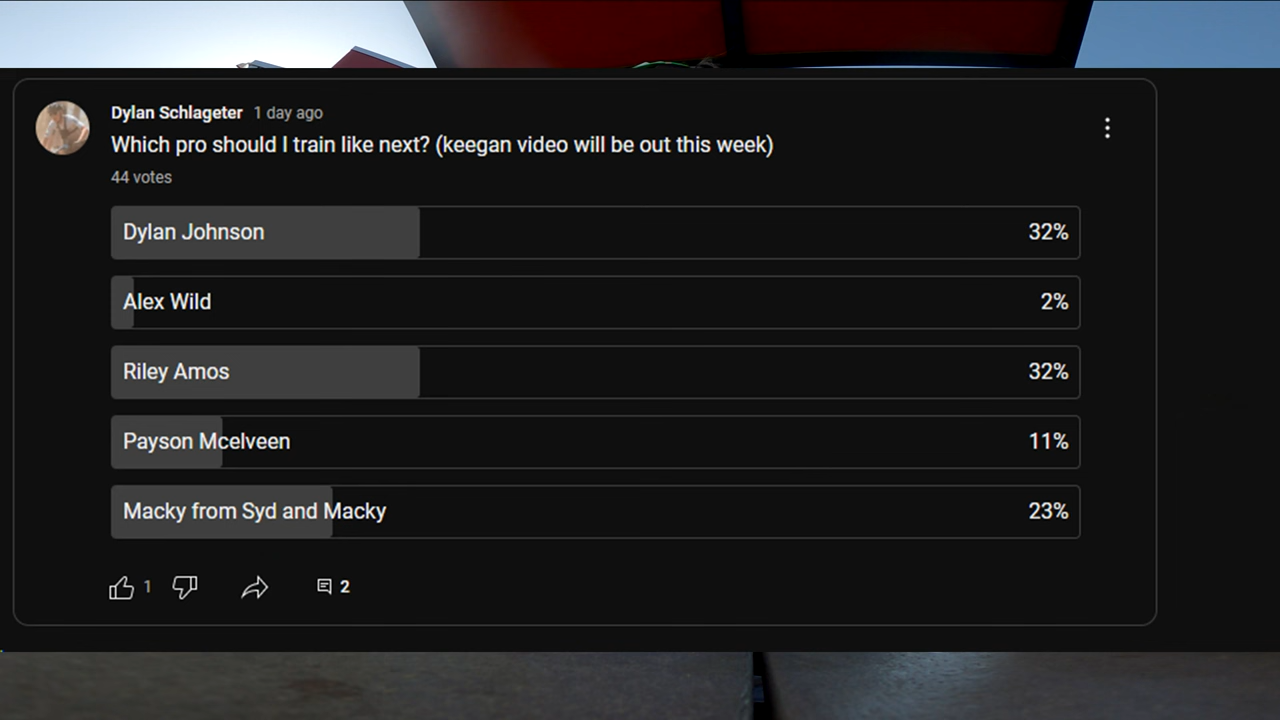 Dylan Schlageter 1 day ago
Which pro should I train like next? (keegan video will be out this week)
44 votes
Dylan Johnson 32%
Alex Wild 2%
Riley Amos 32%
Payson Mcelveen 11%
Macky from Syd and Macky 23%
1 2